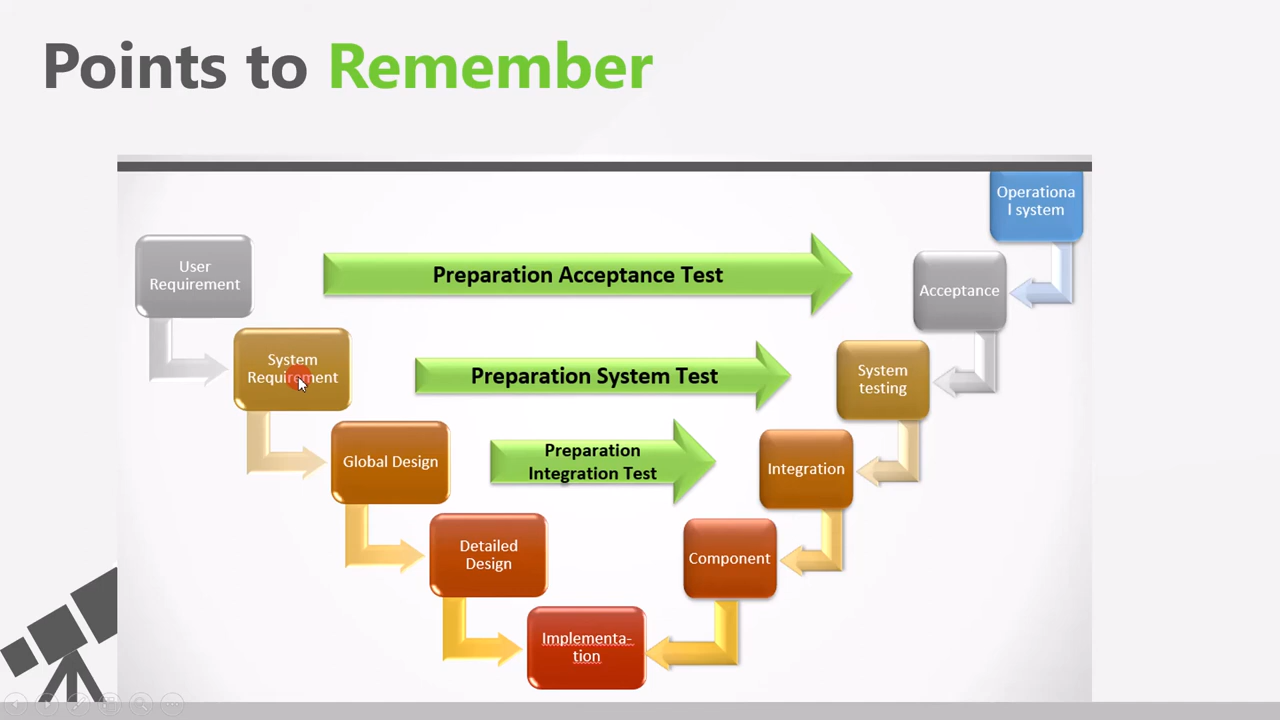 Points to Remember
Operationa
l system
User
Requirement
Preparation Acceptance Test
Acceptance
System
Requirement
Preparation System Test
System
testing
Global Design
Preparation
Integration Test
Integration
Detailed
Design
Component
Implementa-
tion